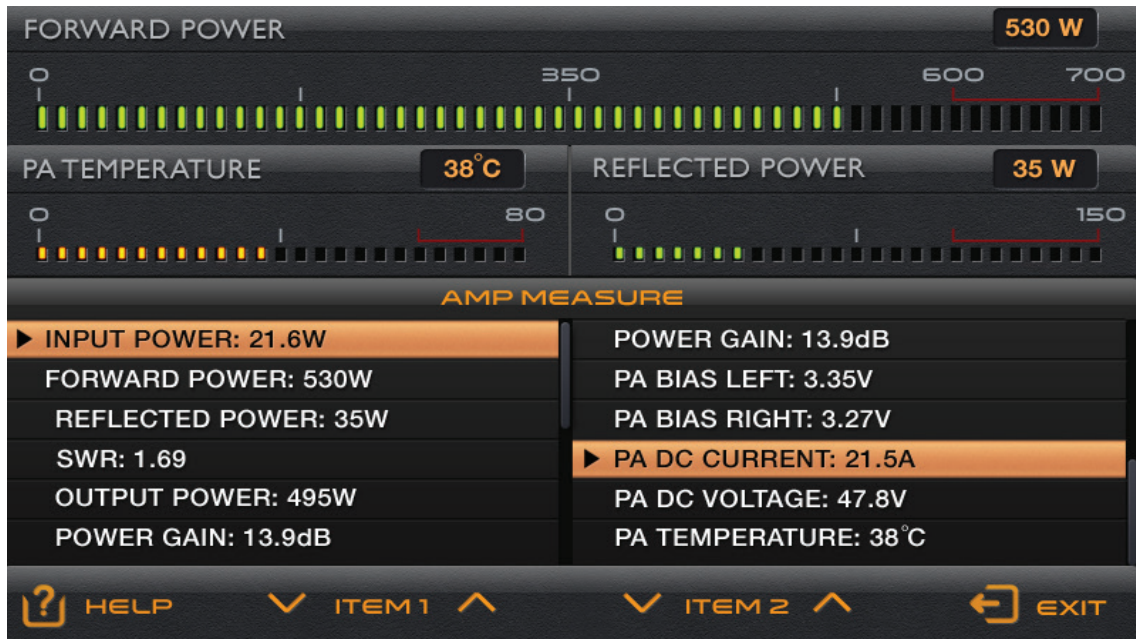 FORWARD POWER 530 W
0 350 600 700
PA TEMPERATURE 38°C
0 80
REFLECTED POWER 35 W
0 150
AMP MEASURE
INPUT POWER: 21.6W
FORWARD POWER: 530W
REFLECTED POWER: 35W
SWR: 1.69
OUTPUT POWER: 495W
POWER GAIN: 13.9dB
POWER GAIN: 13.9dB
PA BIAS LEFT: 3.35V
PA BIAS RIGHT: 3.27V
PA DC CURRENT: 21.5A
PA DC VOLTAGE: 47.8V
PA TEMPERATURE: 38°C
HELP ITEM 1 ITEM 2 EXIT